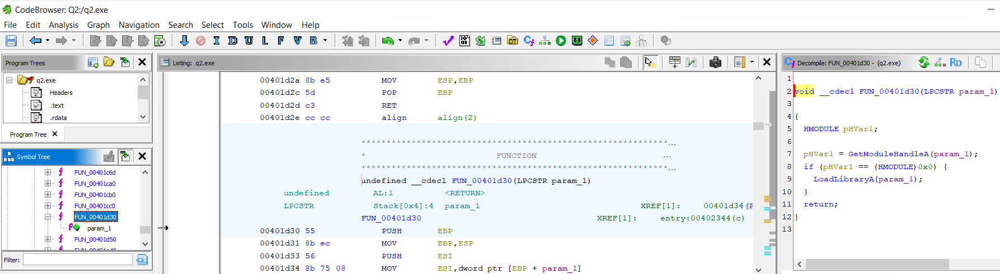 CodeBrowser: Q2:/q2.exe
File Edit Analysis Graph Navigation Search Select Tools Window Help
I D U L F V B
Program Trees
q2.exe
Headers
.text
.rdata
Program Tree
Symbol Tree
f FUN_00401c6d
f FUN_00401ca0
f FUN_00401cb0
f FUN_00401cc0
f FUN_00401d30
P param_1
f FUN_00401d50
Filter:
Listing: q2.exe
00401d2a 8b e5 MOV ESP,EBP
00401d2c 5d POP EBP
00401d2d c3 RET
00401d2e cc cc align align(2)
*************************************************************...
* FUNCTION ...
*************************************************************...
undefined __cdecl FUN_00401d30(LPCSTR param_1)
undefined AL:1 <RETURN>
LPCSTR Stack[0x4]:4 param_1 XREF[1]: 00401d34(R
FUN_00401d30 XREF[1]: entry:00402344(c)
00401d30 55 PUSH EBP
00401d31 8b ec MOV EBP,ESP
00401d33 56 PUSH ESI
00401d34 8b 75 08 MOV ESI,dword ptr [EBP + param_1]
Decompile: FUN_00401d30 - (q2.exe)
Ro
1
2 void __cdecl FUN_00401d30(LPCSTR param_1)
3
4 {
5 HMODULE pHVar1;
6
7 pHVar1 = GetModuleHandleA(param_1);
8 if (pHVar1 == (HMODULE)0x0) {
9 LoadLibraryA(param_1);
10 }
11 return;
12 }
13